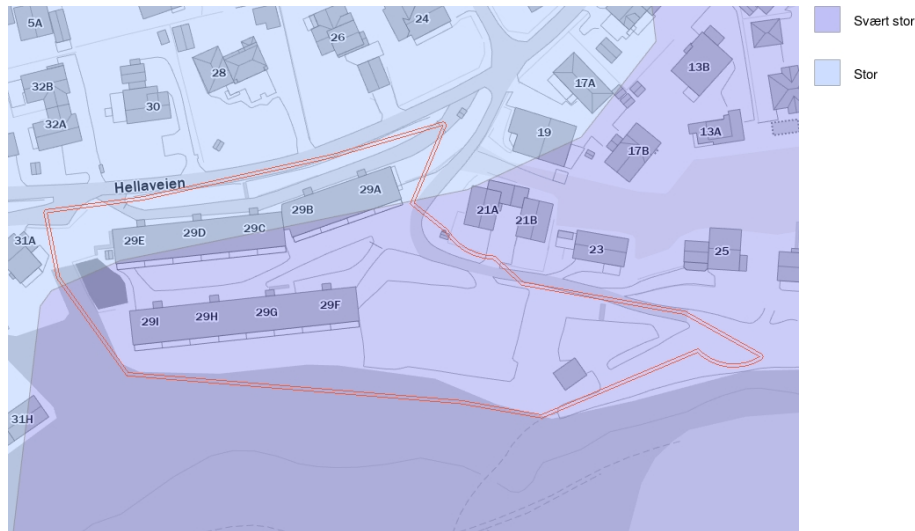 5A
24
26
28
32B
30
32A
17A
13B
19
13A
17B
Hellaveien
29A
29B
21A
21B
29C
29D
29E
31A
23
25
29F
29G
29H
29I
31H
Svært stor
Stor